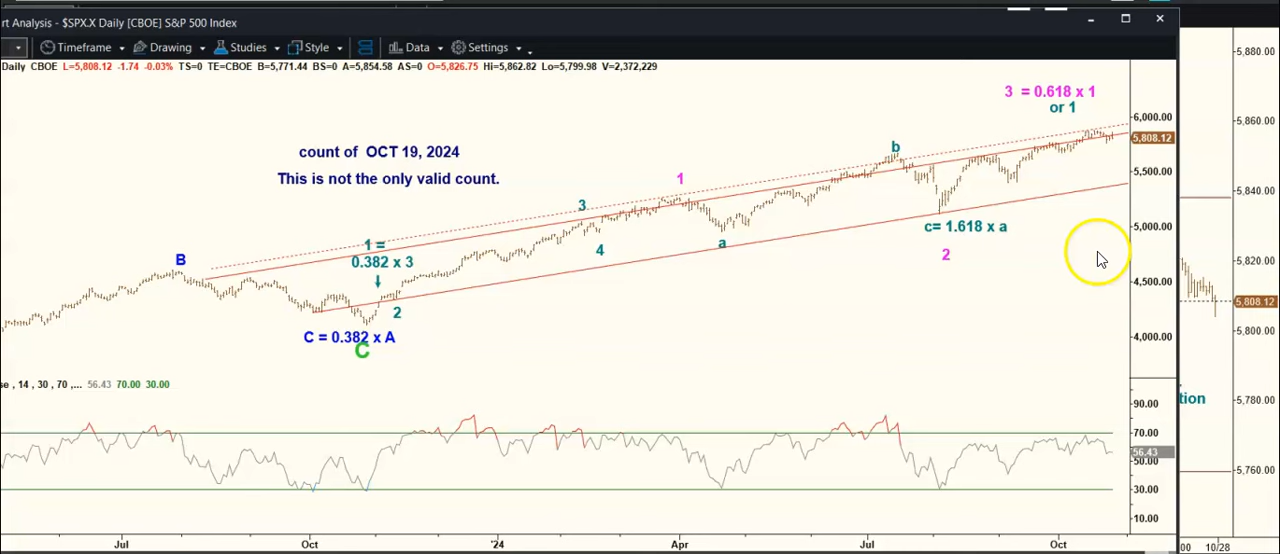 rt Analysis - $SPX.X Daily [CBOE] S&P 500 Index
Timeframe Drawing Studies Style Data Settings
Daily CBOE L=5,808.12 -1.74 -0.03% TS=0 TE=CBOE B=5,771.44 BS=0 A=5,854.58 AS=0 O=5,826.75 Hi=5,862.82 Lo=5,799.98 V=2,372,229
5,880.00
3 = 0.618 x 1
or 1
6,000.00
5,860.00
5,808.12
count of OCT 19, 2024
This is not the only valid count.
b
1
5,500.00
5,840.00
3
c= 1.618 x a
5,000.00
1 =
0.382 x 3
4
a
2
B
5,820.00
4,500.00
5,808.12
2
5,800.00
C = 0.382 x A
C
4,000.00
5,780.00
se , 14 , 30 , 70 ,... 56.43 70.00 30.00
tion
90.00
70.00
56.43
50.00
30.00
10.00
5,760.00
Jul Oct '24 Apr Jul Oct
:00 10/28